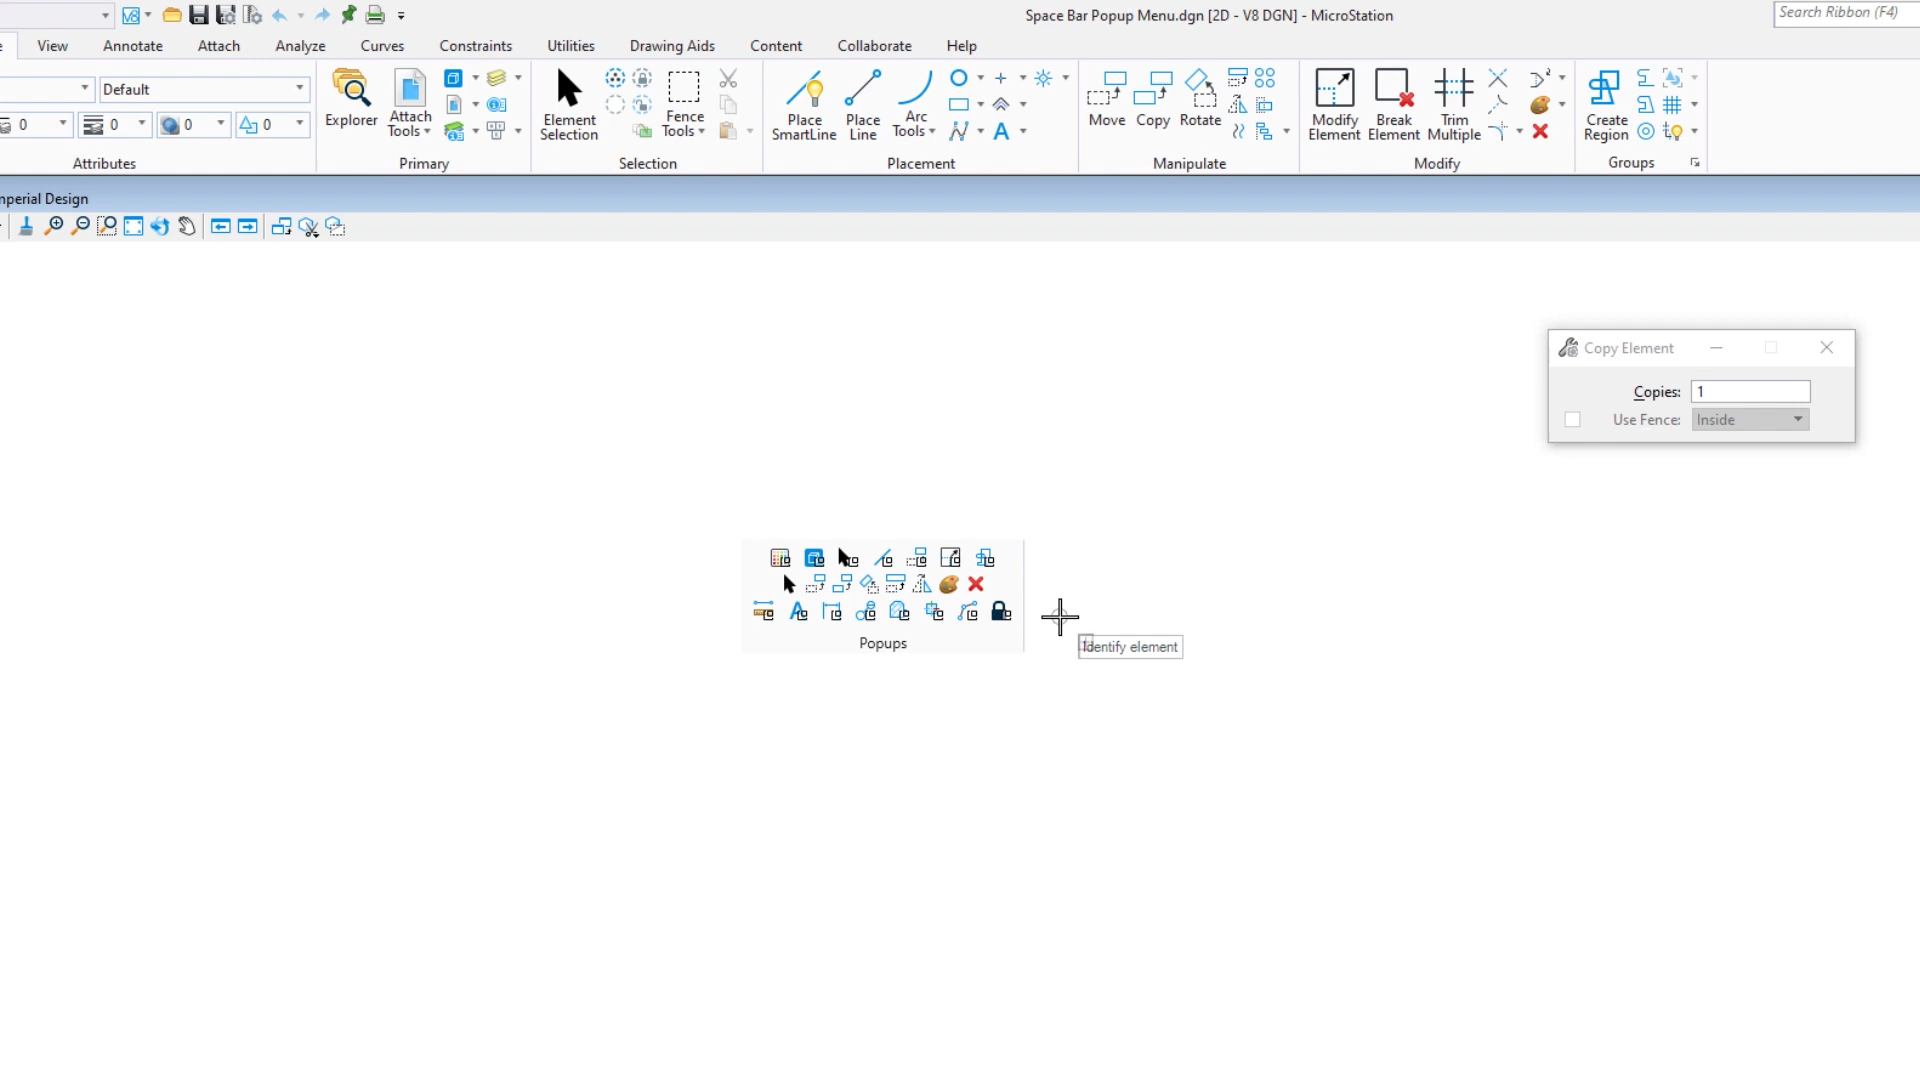 Space Bar Popup Menu.dgn [2D - V8 DGN] - MicroStation
Search Ribbon (F4)
View Annotate Attach Analyze Curves Constraints Utilities Drawing Aids Content Collaborate Help
Default
0 0 0 0
Attributes
Explorer
Attach
Tools
Primary
Element
Selection
Fence
Tools
Selection
Place
SmartLine
Place
Line
Arc
Tools
Placement
Move
Copy
Rotate
Manipulate
Modify
Element
Break
Element
Trim
Multiple
Modify
Create
Region
Groups
mperial Design
Copy Element
Copies: 1
Use Fence: Inside
Popups
Identify element